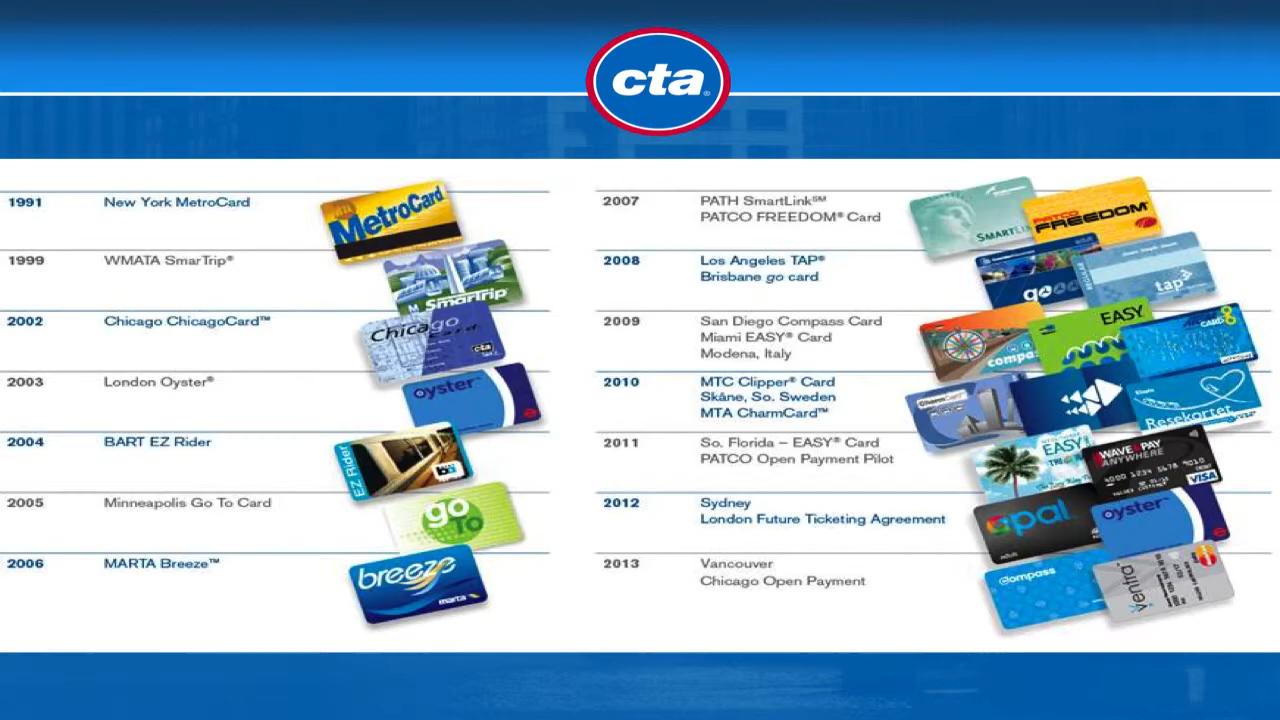 cta
1991 New York MetroCard
1999 WMATA SmarTrip®
2002 Chicago ChicagoCard™
2003 London Oyster®
2004 BART EZ Rider
2005 Minneapolis Go To Card
2006 MARTA Breeze™
MetroCard
SmarTrip
Chicago
cta
Oyster
EZ Rider
go
To
breeze
marta
2007 PATH SmartLink℠
PATCO FREEDOM® Card
2008 Los Angeles TAP®
Brisbane go card
2009 San Diego Compass Card
Miami EASY® Card
Modena, Italy
2010 MTC Clipper® Card
Skåne, So. Sweden
MTA CharmCard™
2011 So. Florida – EASY® Card
PATCO Open Payment Pilot
2012 Sydney
London Future Ticketing Agreement
2013 Vancouver
Chicago Open Payment
PATCO
FREEDOM
go
tap
EASY
CARD
CharmCard
Resekortet
EASY
WAVE & PAY
ANYWHERE
VISA
opal
Oyster
Compass
ventra